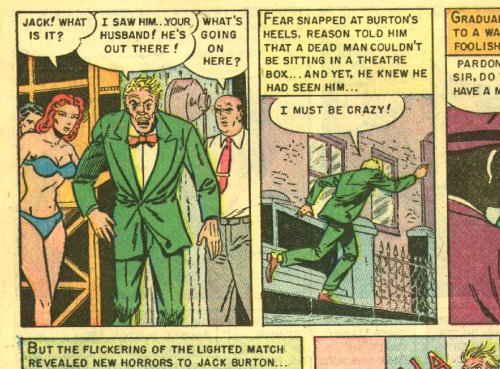 JACK! WHAT
IS IT?
I SAW HIM...YOUR
HUSBAND! HE'S
OUT THERE!
WHAT'S
GOING
ON
HERE?
FEAR SNAPPED AT BURTON'S
HEELS. REASON TOLD HIM
THAT A DEAD MAN COULDN'T
BE SITTING IN A THEATRE
BOX...AND YET, HE KNEW HE
HAD SEEN HIM...
I MUST BE CRAZY!
GRADUA
TO A WA
FOOLISH
PARDON
SIR, DO
HAVE A M
BUT THE FLICKERING OF THE LIGHTED MATCH
REVEALED NEW HORRORS TO JACK BURTON...